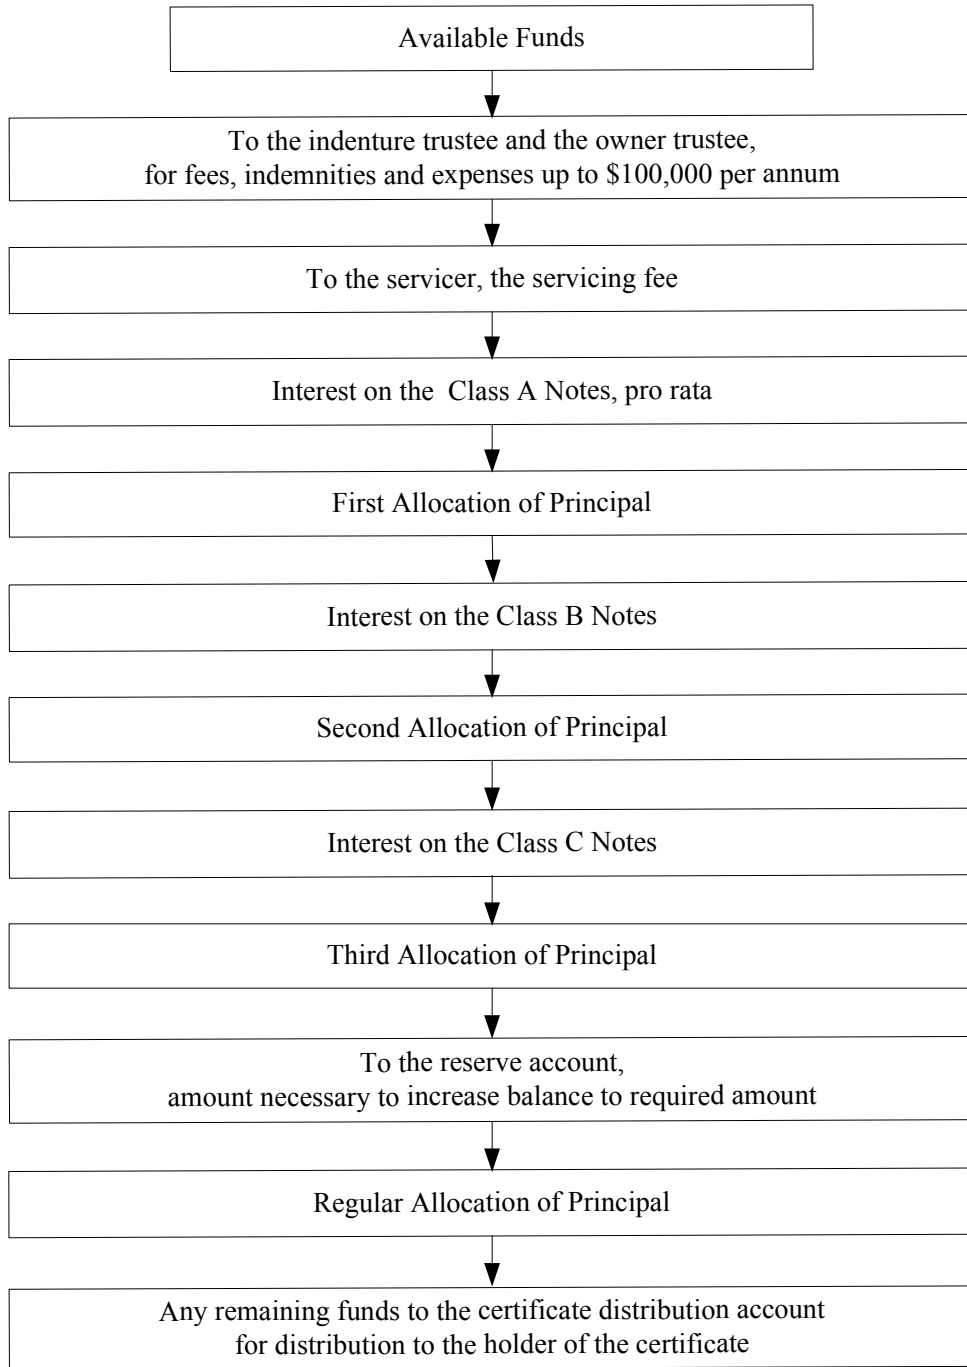 Available Funds
To the indenture trustee and the owner trustee,
for fees, indemnities and expenses up to $100,000 per annum
To the servicer, the servicing fee
Interest on the Class A Notes, pro rata
First Allocation of Principal
Interest on the Class B Notes
Second Allocation of Principal
Interest on the Class C Notes
Third Allocation of Principal
To the reserve account,
amount necessary to increase balance to required amount
Regular Allocation of Principal
Any remaining funds to the certificate distribution account
for distribution to the holder of the certificate